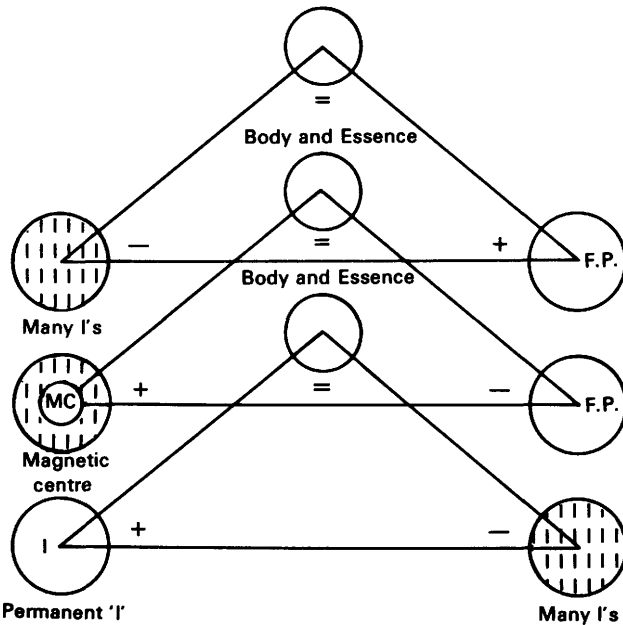 =
Body and Essence
− +
F.P.
Many I's
=
Body and Essence
MC + − F.P.
=
Magnetic
centre
I + −
Permanent 'I'
Many I's